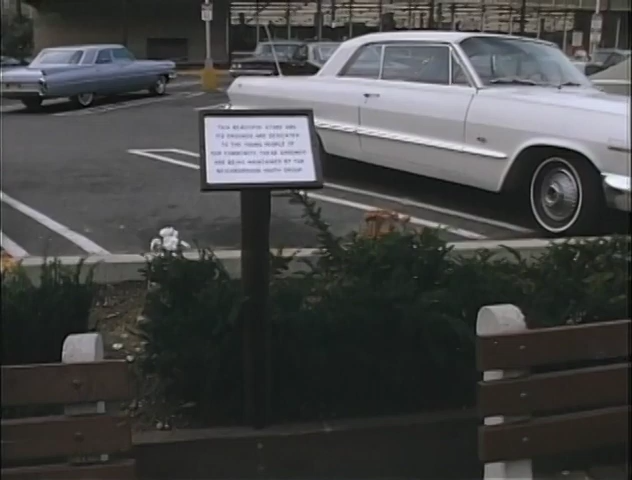 THIS BEAUTIFUL STORE AND
ITS GROUNDS ARE DEDICATED
TO THE YOUNG PEOPLE OF
OUR COMMUNITY. THESE GROUNDS
ARE BEING MAINTAINED BY THE
NEIGHBORHOOD YOUTH GROUP